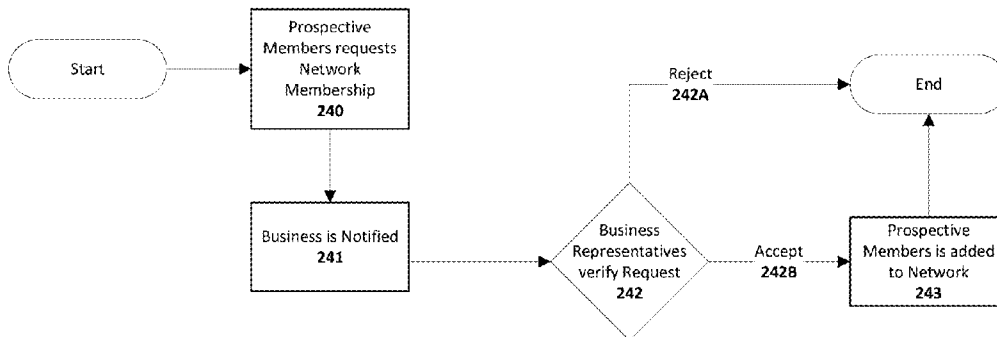 Start
Prospective
Members requests
Network
Membership
240
Business is Notified
241
Business
Representatives
verify Request
242
Reject
242A
Accept
242B
Prospective
Members is added
to Network
243
End